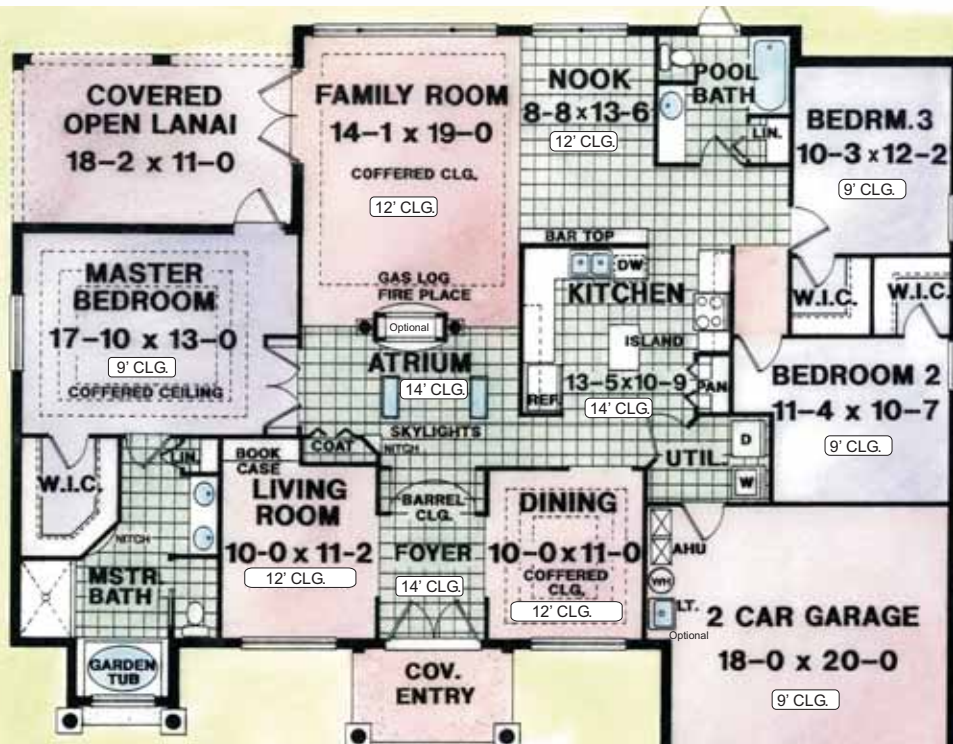 COVERED
OPEN LANAI
18-2 x 11-0
FAMILY ROOM
14-1 x 19-0
COFFERED CLG.
12' CLG.
NOOK
8-8 x 13-6
12' CLG.
POOL
BATH
LIN.
BEDRM. 3
10-3 x 12-2
9' CLG.
MASTER
BEDROOM
17-10 x 13-0
9' CLG.
COFFERED CEILING
GAS LOG
FIRE PLACE
Optional
ATRIUM
14' CLG.
SKYLIGHTS
NITCH
BAR TOP
DW
KITCHEN
ISLAND
13-5 x 10-9
14' CLG.
REF.
PAN
W.I.C.
W.I.C.
BEDROOM 2
11-4 x 10-7
9' CLG.
UTIL.
D
W
W.I.C.
LIN.
NITCH
MSTR.
BATH
GARDEN
TUB
COAT
BOOK
CASE
LIVING
ROOM
10-0 x 11-2
12' CLG.
BARREL
CLG.
FOYER
14' CLG.
DINING
10-0 x 11-0
COFFERED
CLG.
12' CLG.
COV.
ENTRY
AHU
WH
LT.
Optional
2 CAR GARAGE
18-0 x 20-0
9' CLG.